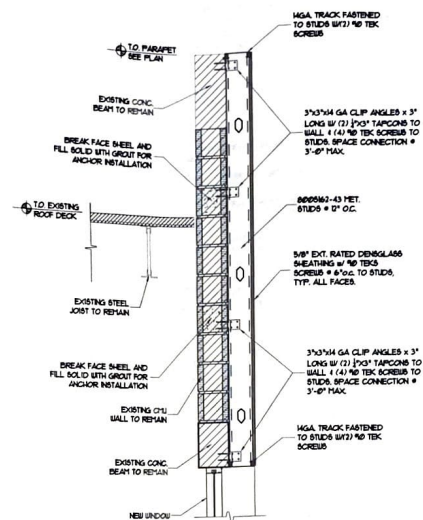 14GA. TRACK FASTENED
TO STUDS W/(2) #10 TEK
SCREWS
T.O. PARAPET
SEE PLAN
EXISTING CONC.
BEAM TO REMAIN
3"x3"x14 GA CLIP ANGLES x 3"
LONG W/ (2) ¼"x3" TAPCONS TO
WALL & (4) #10 TEK SCREWS TO
STUDS. SPACE CONNECTION @
3'-0" MAX.
BREAK FACE SHEEL AND
FILL SOLID WITH GROUT FOR
ANCHOR INSTALLATION
T.O. EXISTING
ROOF DECK
800S162-43 MET.
STUDS @ 12" O.C.
5/8" EXT. RATED DENSGLASS
SHEATHING w/ #10 TEKS
SCREWS @ 6"o.c. TO STUDS,
TYP. ALL FACES.
EXISTING STEEL
JOIST TO REMAIN
BREAK FACE SHEEL AND
FILL SOLID WITH GROUT FOR
ANCHOR INSTALLATION
3"x3"x14 GA CLIP ANGLES x 3"
LONG W/ (2) ¼"x3" TAPCONS TO
WALL & (4) #10 TEK SCREWS TO
STUDS. SPACE CONNECTION @
3'-0" MAX.
EXISTING CMU
WALL TO REMAIN
14GA. TRACK FASTENED
TO STUDS W/(2) #10 TEK
SCREWS
EXISTING CONC.
BEAM TO REMAIN
NEW WINDOW